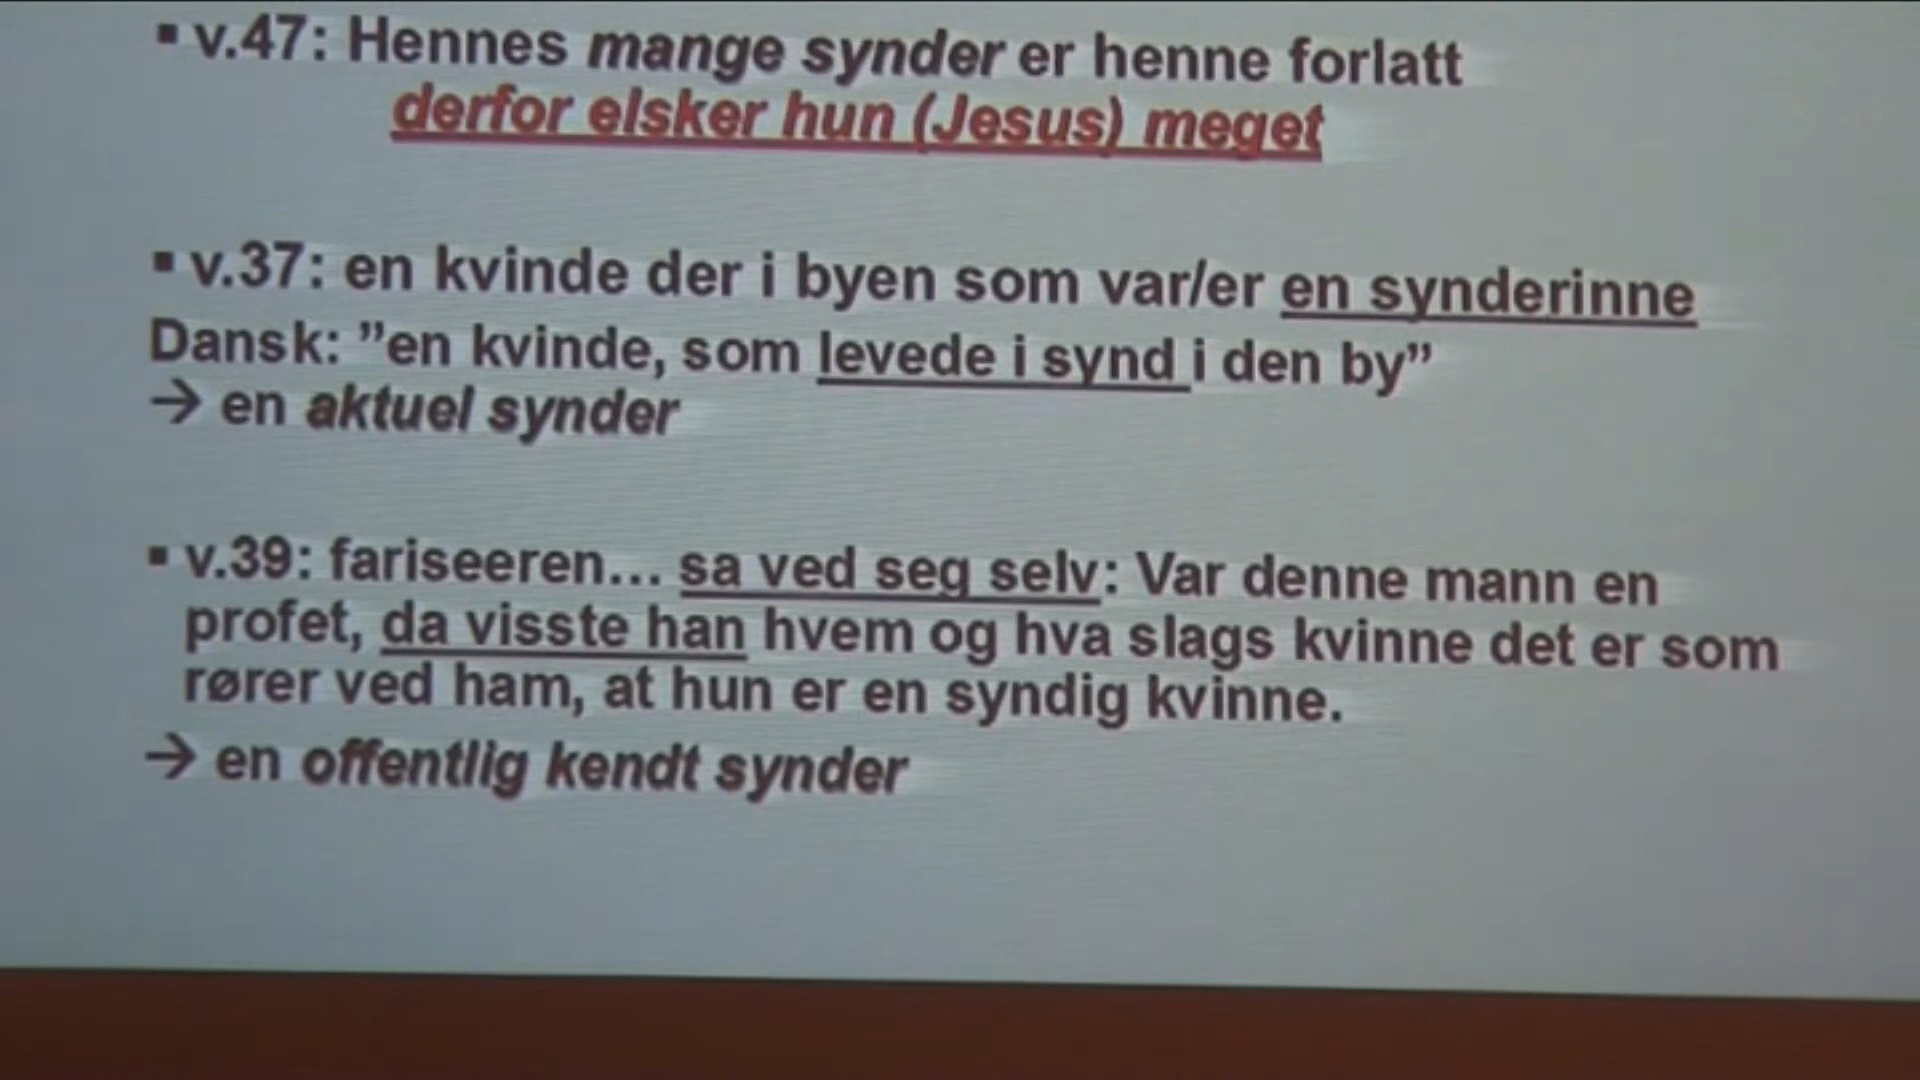 ▪ v.47: Hennes mange synder er henne forlatt
derfor elsker hun (Jesus) meget
▪ v.37: en kvinde der i byen som var/er en synderinne
Dansk: ”en kvinde, som levede i synd i den by”
→ en aktuel synder
▪ v.39: fariseeren... sa ved seg selv: Var denne mann en
profet, da visste han hvem og hva slags kvinne det er som
rører ved ham, at hun er en syndig kvinne.
→ en offentlig kendt synder